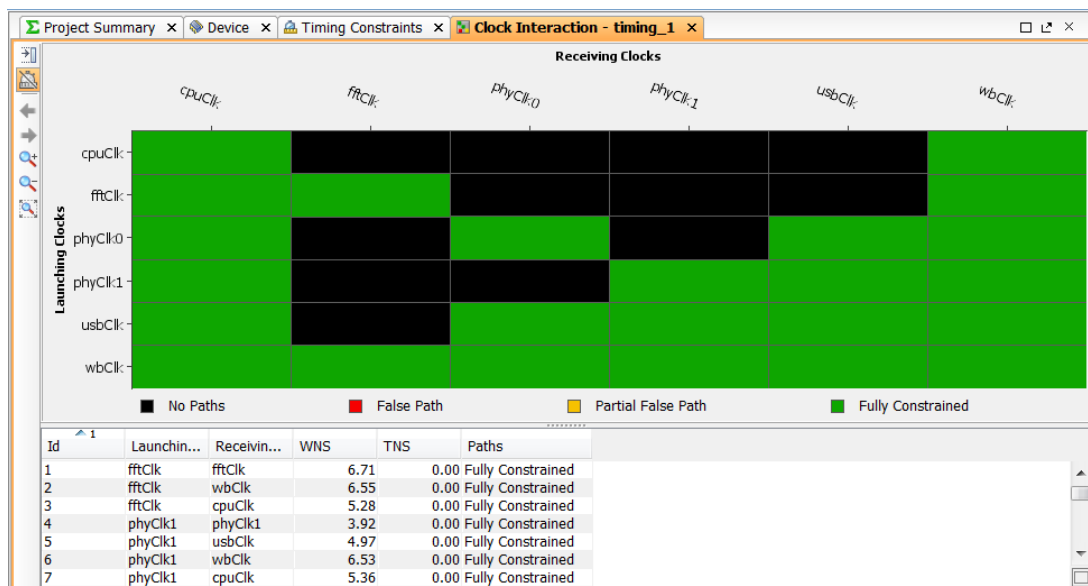 Project Summary Device Timing Constraints Clock Interaction - timing_1
Receiving Clocks
cpuClk fftClk phyClk0 phyClk1 usbClk wbClk
Launching Clocks
cpuClk
fftClk
phyClk0
phyClk1
usbClk
wbClk
No Paths False Path Partial False Path Fully Constrained
Id 1 Launchin... Receivin... WNS TNS Paths
1 fftClk fftClk 6.71 0.00 Fully Constrained
2 fftClk wbClk 6.55 0.00 Fully Constrained
3 fftClk cpuClk 5.28 0.00 Fully Constrained
4 phyClk1 phyClk1 3.92 0.00 Fully Constrained
5 phyClk1 usbClk 4.97 0.00 Fully Constrained
6 phyClk1 wbClk 6.53 0.00 Fully Constrained
7 phyClk1 cpuClk 5.36 0.00 Fully Constrained